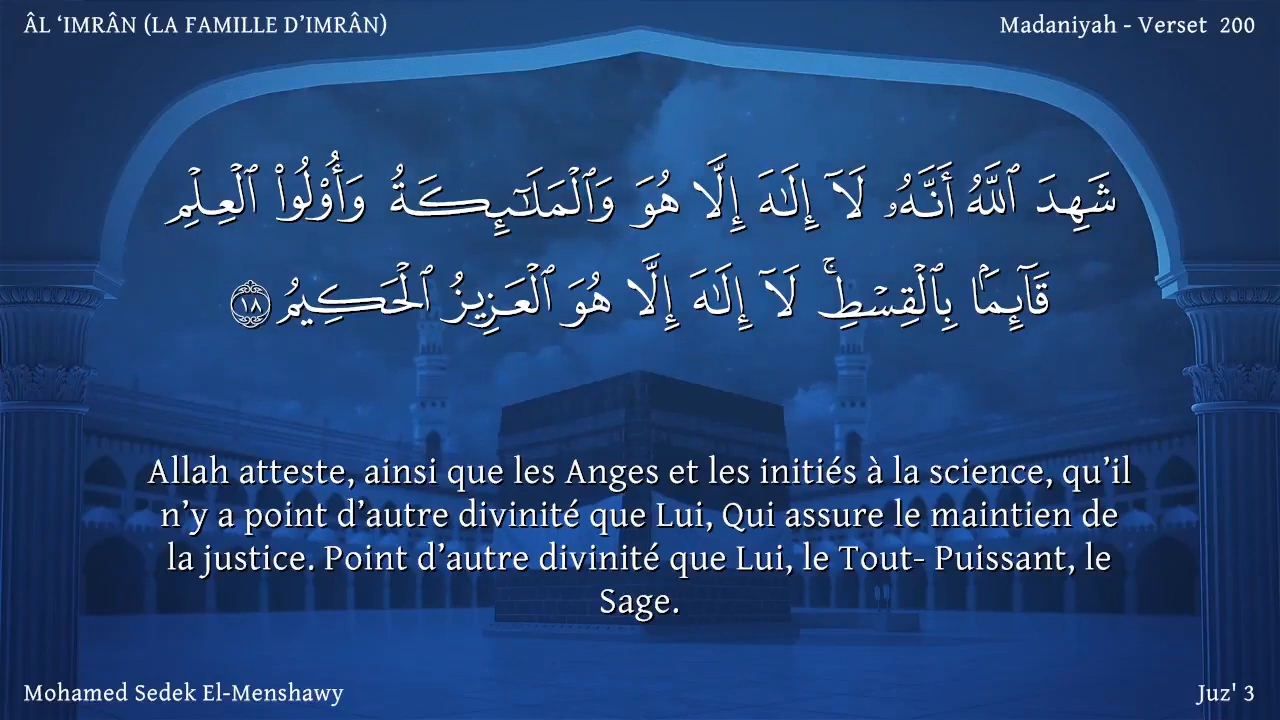 ÂL ‘IMRÂN (LA FAMILLE D’IMRÂN)
Madaniyah - Verset 200
شَهِدَ ٱللَّهُ أَنَّهُۥ لَآ إِلَـٰهَ إِلَّا هُوَ وَٱلْمَلَـٰٓئِكَةُ وَأُو۟لُوا۟ ٱلْعِلْمِ
قَآئِمًۢا بِٱلْقِسْطِ ۚ لَآ إِلَـٰهَ إِلَّا هُوَ ٱلْعَزِيزُ ٱلْحَكِيمُ ١٨
Allah atteste, ainsi que les Anges et les initiés à la science, qu’il
n’y a point d’autre divinité que Lui, Qui assure le maintien de
la justice. Point d’autre divinité que Lui, le Tout- Puissant, le
Sage.
Mohamed Sedek El-Menshawy
Juz' 3